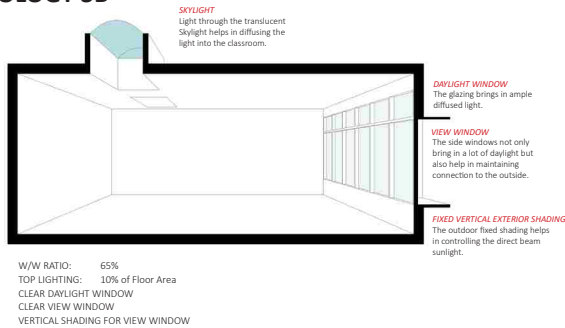 SKYLIGHT
Light through the translucent
Skylight helps in diffusing the
light into the classroom.
DAYLIGHT WINDOW
The glazing brings in ample
diffused light.
VIEW WINDOW
The side windows not only
bring in a lot of daylight but
also help in maintaining
connection to the outside.
FIXED VERTICAL EXTERIOR SHADING
The outdoor fixed shading helps
in controlling the direct beam
sunlight.
W/W RATIO: 65%
TOP LIGHTING: 10% of Floor Area
CLEAR DAYLIGHT WINDOW
CLEAR VIEW WINDOW
VERTICAL SHADING FOR VIEW WINDOW